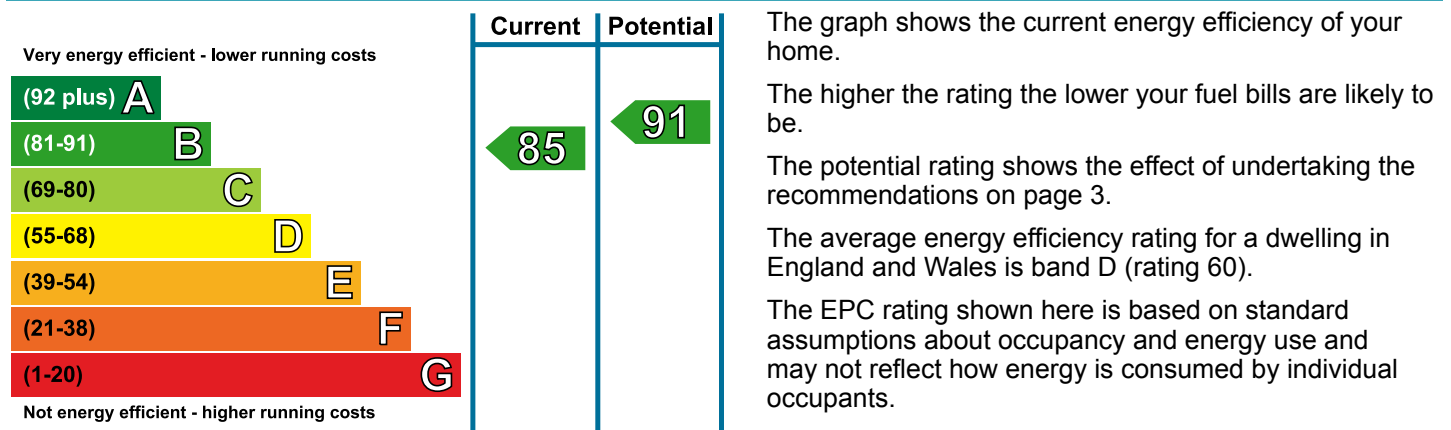 Current Potential
Very energy efficient - lower running costs
(92 plus) A
(81-91) B
(69-80) C
(55-68) D
(39-54) E
(21-38) F
(1-20) G
Not energy efficient - higher running costs
85
91
The graph shows the current energy efficiency of your
home.
The higher the rating the lower your fuel bills are likely to
be.
The potential rating shows the effect of undertaking the
recommendations on page 3.
The average energy efficiency rating for a dwelling in
England and Wales is band D (rating 60).
The EPC rating shown here is based on standard
assumptions about occupancy and energy use and
may not reflect how energy is consumed by individual
occupants.